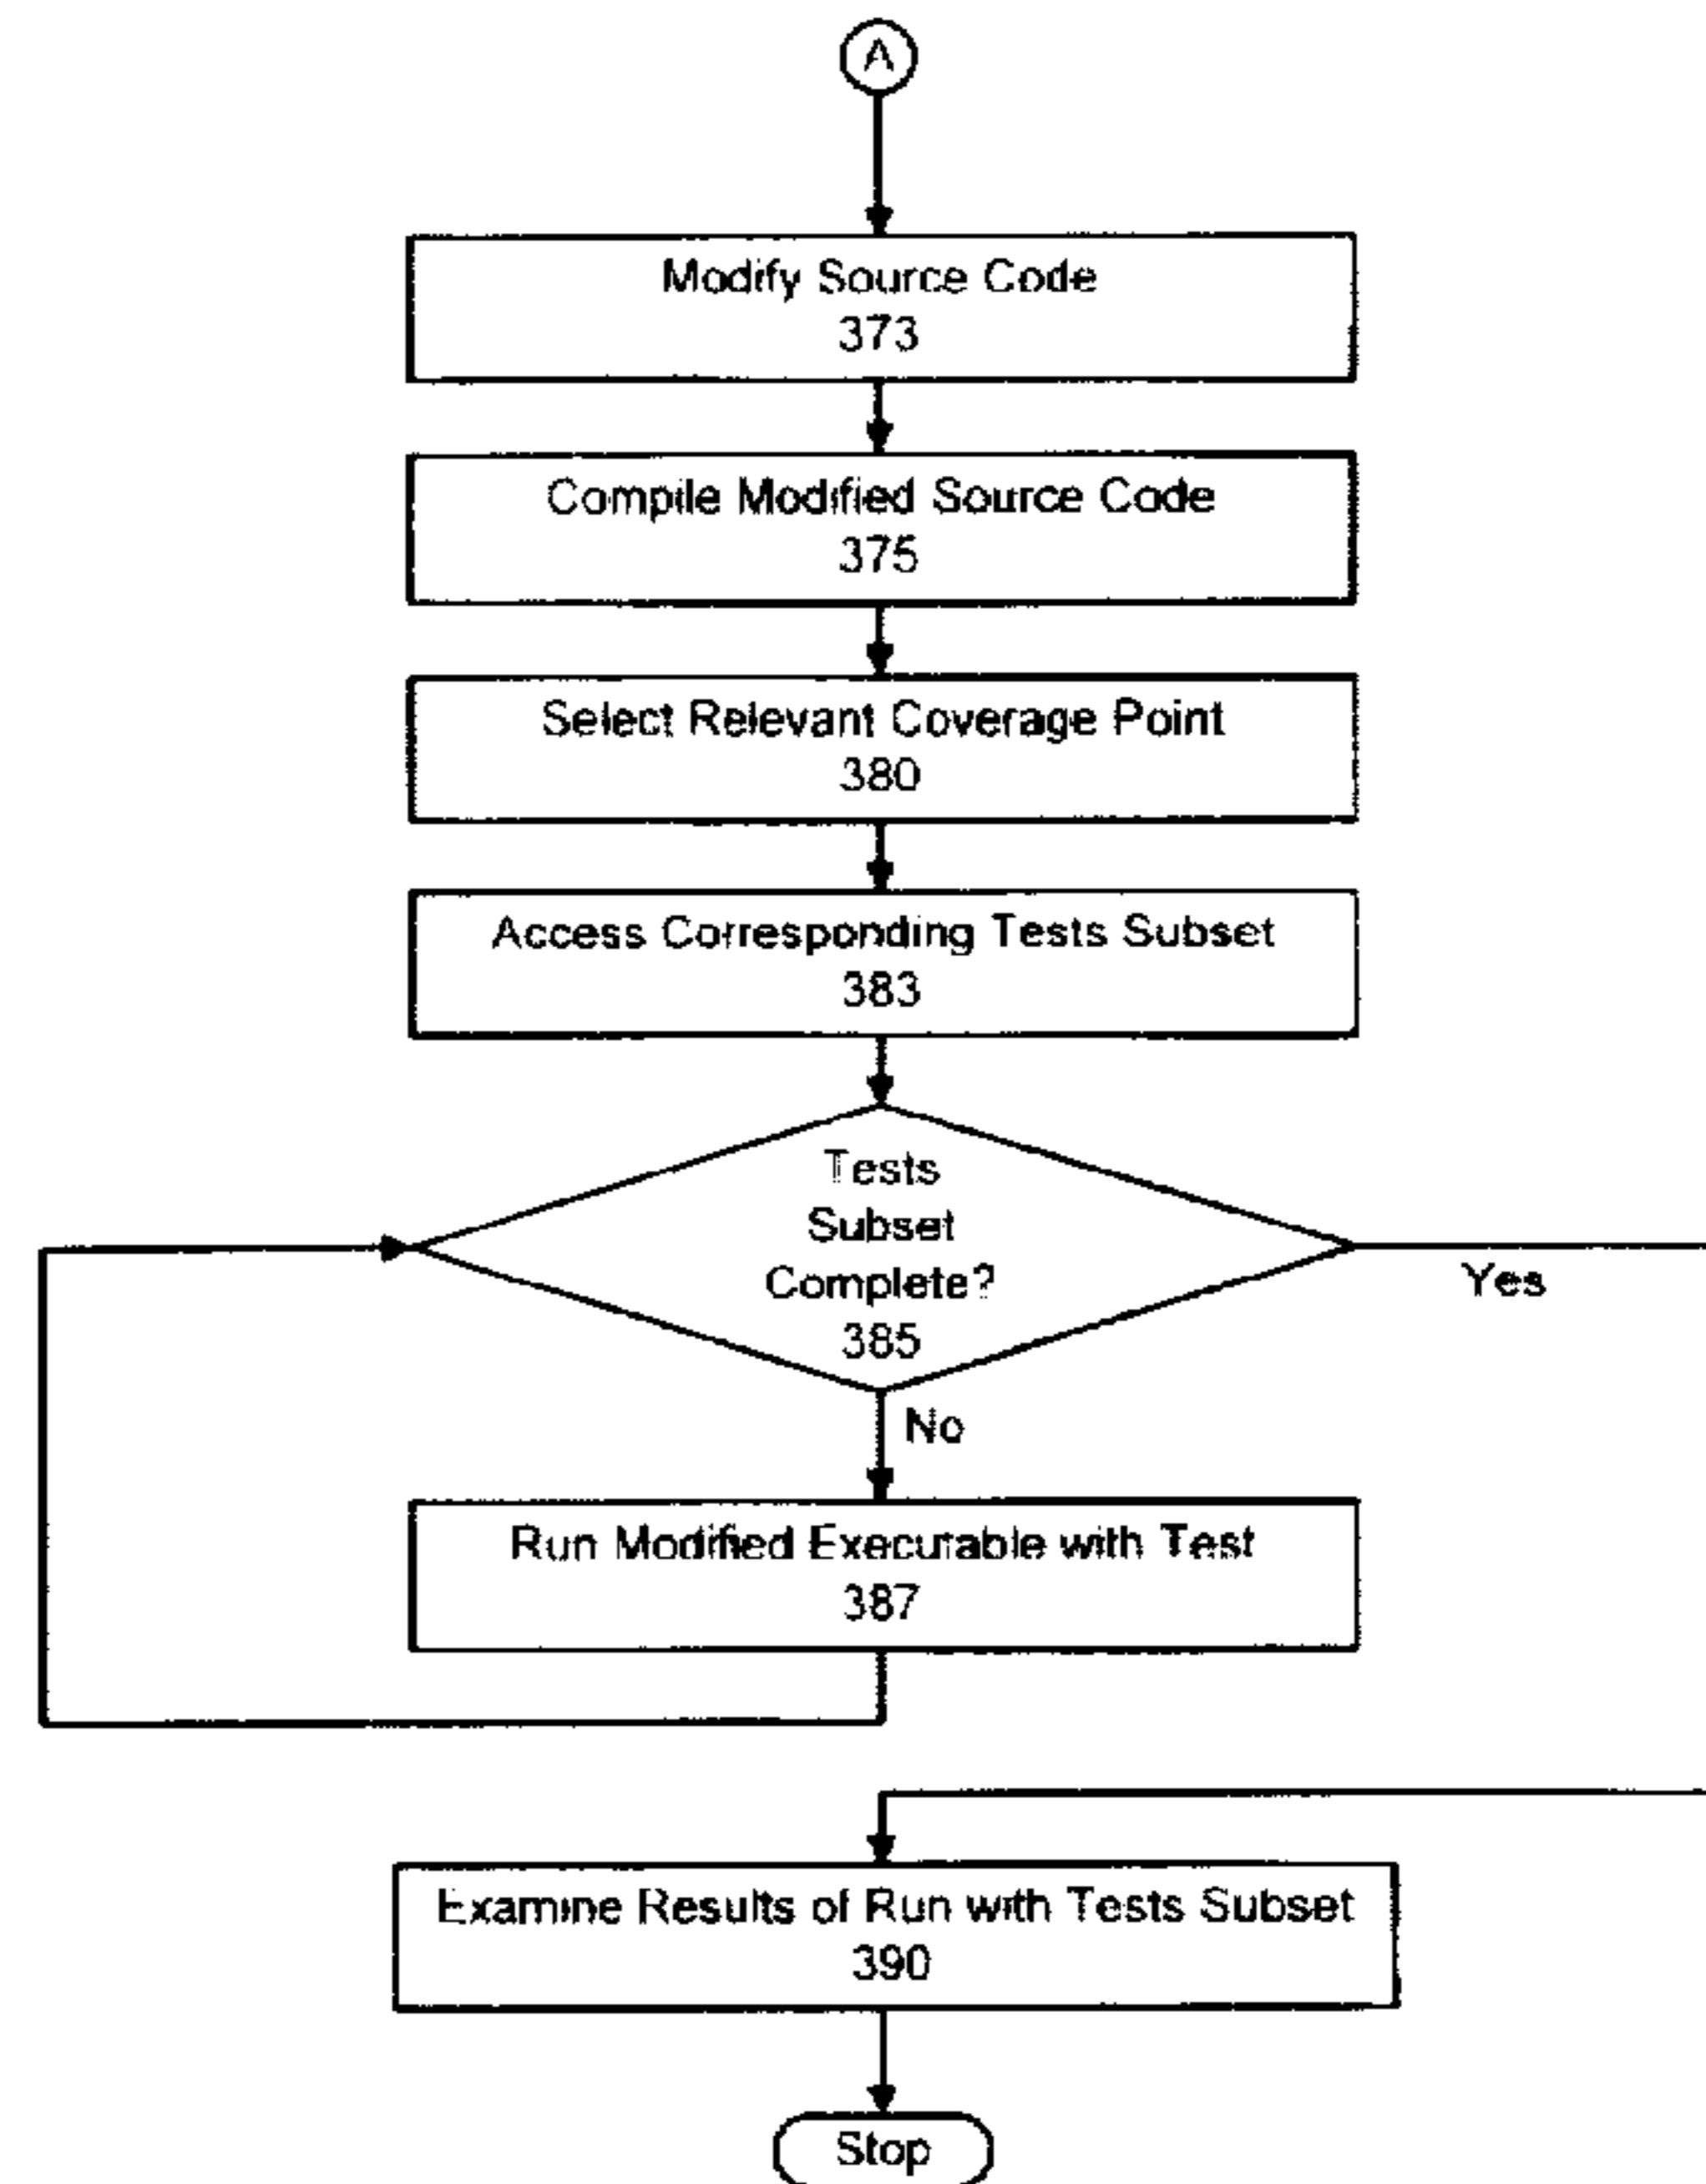 A
Modify Source Code
373
Compile Modified Source Code
375
Select Relevant Coverage Point
380
Access Corresponding Tests Subset
383
Tests
Subset
Complete?
385
Yes
No
Run Modified Executable with Test
387
Examine Results of Run with Tests Subset
390
Stop